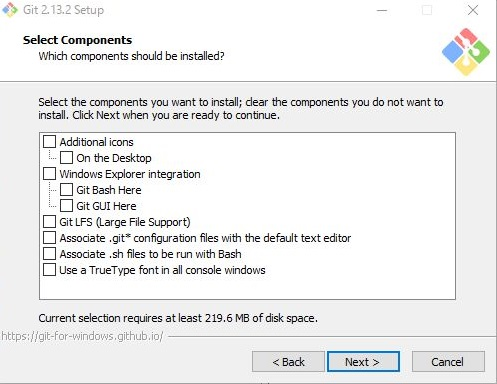 Git 2.13.2 Setup
Select Components
Which components should be installed?
Select the components you want to install; clear the components you do not want to
install. Click Next when you are ready to continue.
Additional icons
On the Desktop
Windows Explorer integration
Git Bash Here
Git GUI Here
Git LFS (Large File Support)
Associate .git* configuration files with the default text editor
Associate .sh files to be run with Bash
Use a TrueType font in all console windows
Current selection requires at least 219.6 MB of disk space.
https://git-for-windows.github.io/
< Back
Next >
Cancel